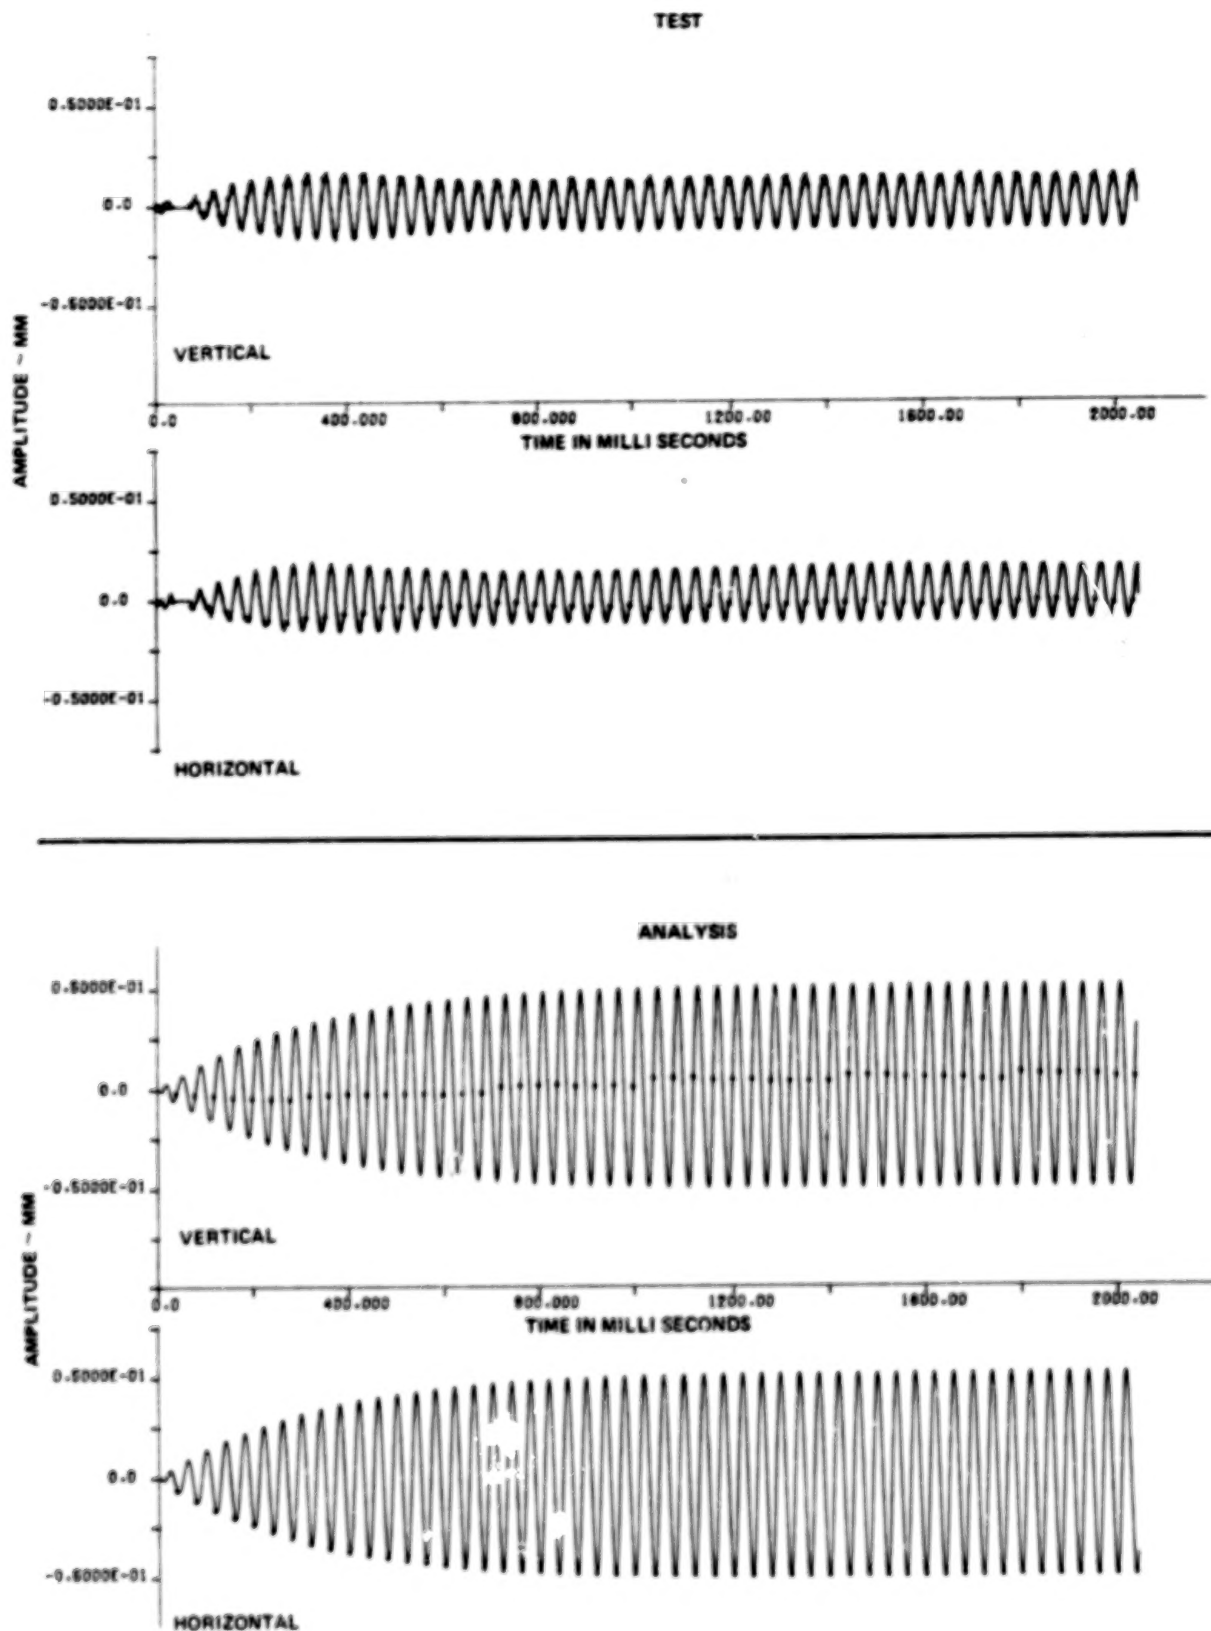 TEST
0.5000E-01
0.0
-0.5000E-01
AMPLITUDE ~ MM
VERTICAL
0.0 400.000 800.000 1200.00 1600.00 2000.00
TIME IN MILLI SECONDS
0.5000E-01
0.0
-0.5000E-01
HORIZONTAL
ANALYSIS
0.5000E-01
0.0
-0.5000E-01
AMPLITUDE ~ MM
VERTICAL
0.0 400.000 800.000 1200.00 1600.00 2000.00
TIME IN MILLI SECONDS
0.5000E-01
0.0
-0.5000E-01
HORIZONTAL